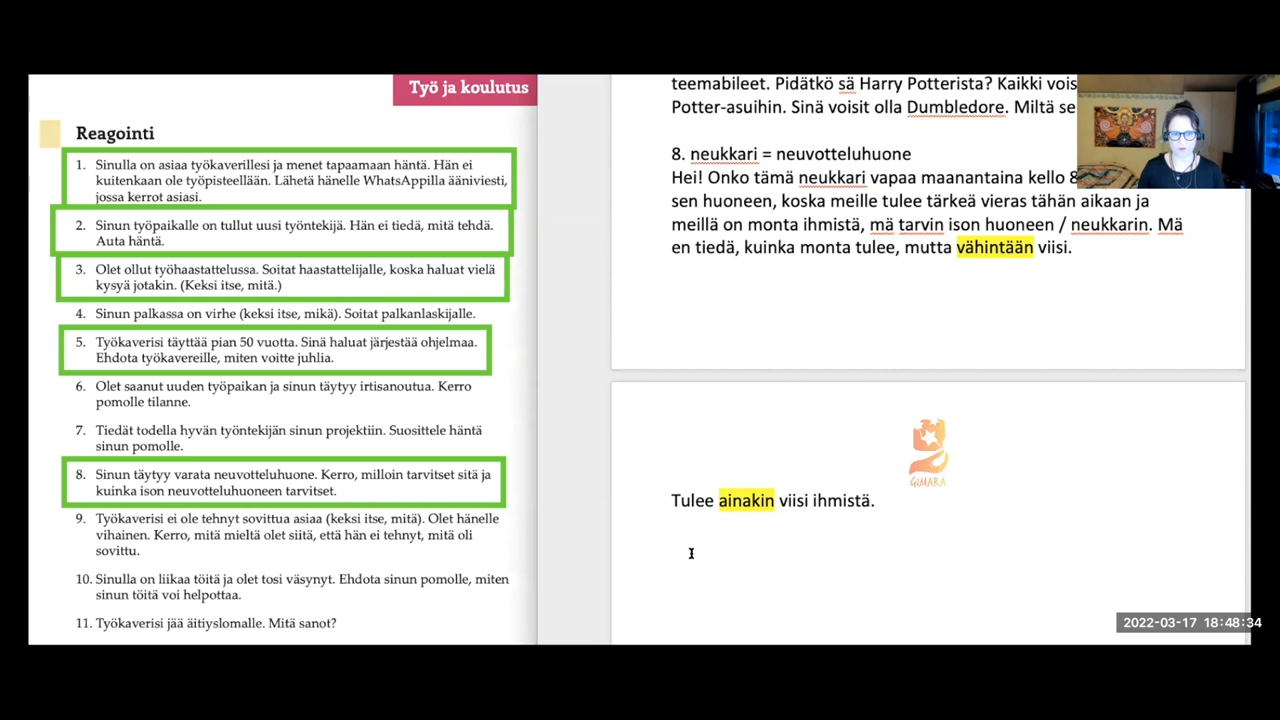 Työ ja koulutus
Reagointi
1. Sinulla on asiaa työkaverillesi ja menet tapaamaan häntä. Hän ei
kuitenkaan ole työpisteellään. Lähetä hänelle WhatsAppilla ääniviesti,
jossa kerrot asiasi.
2. Sinun työpaikalle on tullut uusi työntekijä. Hän ei tiedä, mitä tehdä.
Auta häntä.
3. Olet ollut työhaastattelussa. Soitat haastattelijalle, koska haluat vielä
kysyä jotakin. (Keksi itse, mitä.)
4. Sinun palkassa on virhe (keksi itse, mikä). Soitat palkanlaskijalle.
5. Työkaverisi täyttää pian 50 vuotta. Sinä haluat järjestää ohjelmaa.
Ehdota työkavereille, miten voitte juhlia.
6. Olet saanut uuden työpaikan ja sinun täytyy irtisanoutua. Kerro
pomolle tilanne.
7. Tiedät todella hyvän työntekijän sinun projektiin. Suosittele häntä
sinun pomolle.
8. Sinun täytyy varata neuvotteluhuone. Kerro, milloin tarvitset sitä ja
kuinka ison neuvotteluhuoneen tarvitset.
9. Työkaverisi ei ole tehnyt sovittua asiaa (keksi itse, mitä). Olet hänelle
vihainen. Kerro, mitä mieltä olet siitä, että hän ei tehnyt, mitä oli
sovittu.
10. Sinulla on liikaa töitä ja olet tosi väsynyt. Ehdota sinun pomolle, miten
sinun töitä voi helpottaa.
11. Työkaverisi jää äitiyslomalle. Mitä sanot?
teemabileet. Pidätkö sä Harry Potterista? Kaikki vois
Potter-asuihin. Sinä voisit olla Dumbledore. Miltä se
8. neukkari = neuvotteluhuone
Hei! Onko tämä neukkari vapaa maanantaina kello 8
sen huoneen, koska meille tulee tärkeä vieras tähän aikaan ja
meillä on monta ihmistä, mä tarvin ison huoneen / neukkarin. Mä
en tiedä, kuinka monta tulee, mutta vähintään viisi.
GIMARA
Tulee ainakin viisi ihmistä.
2022-03-17 18:48:34